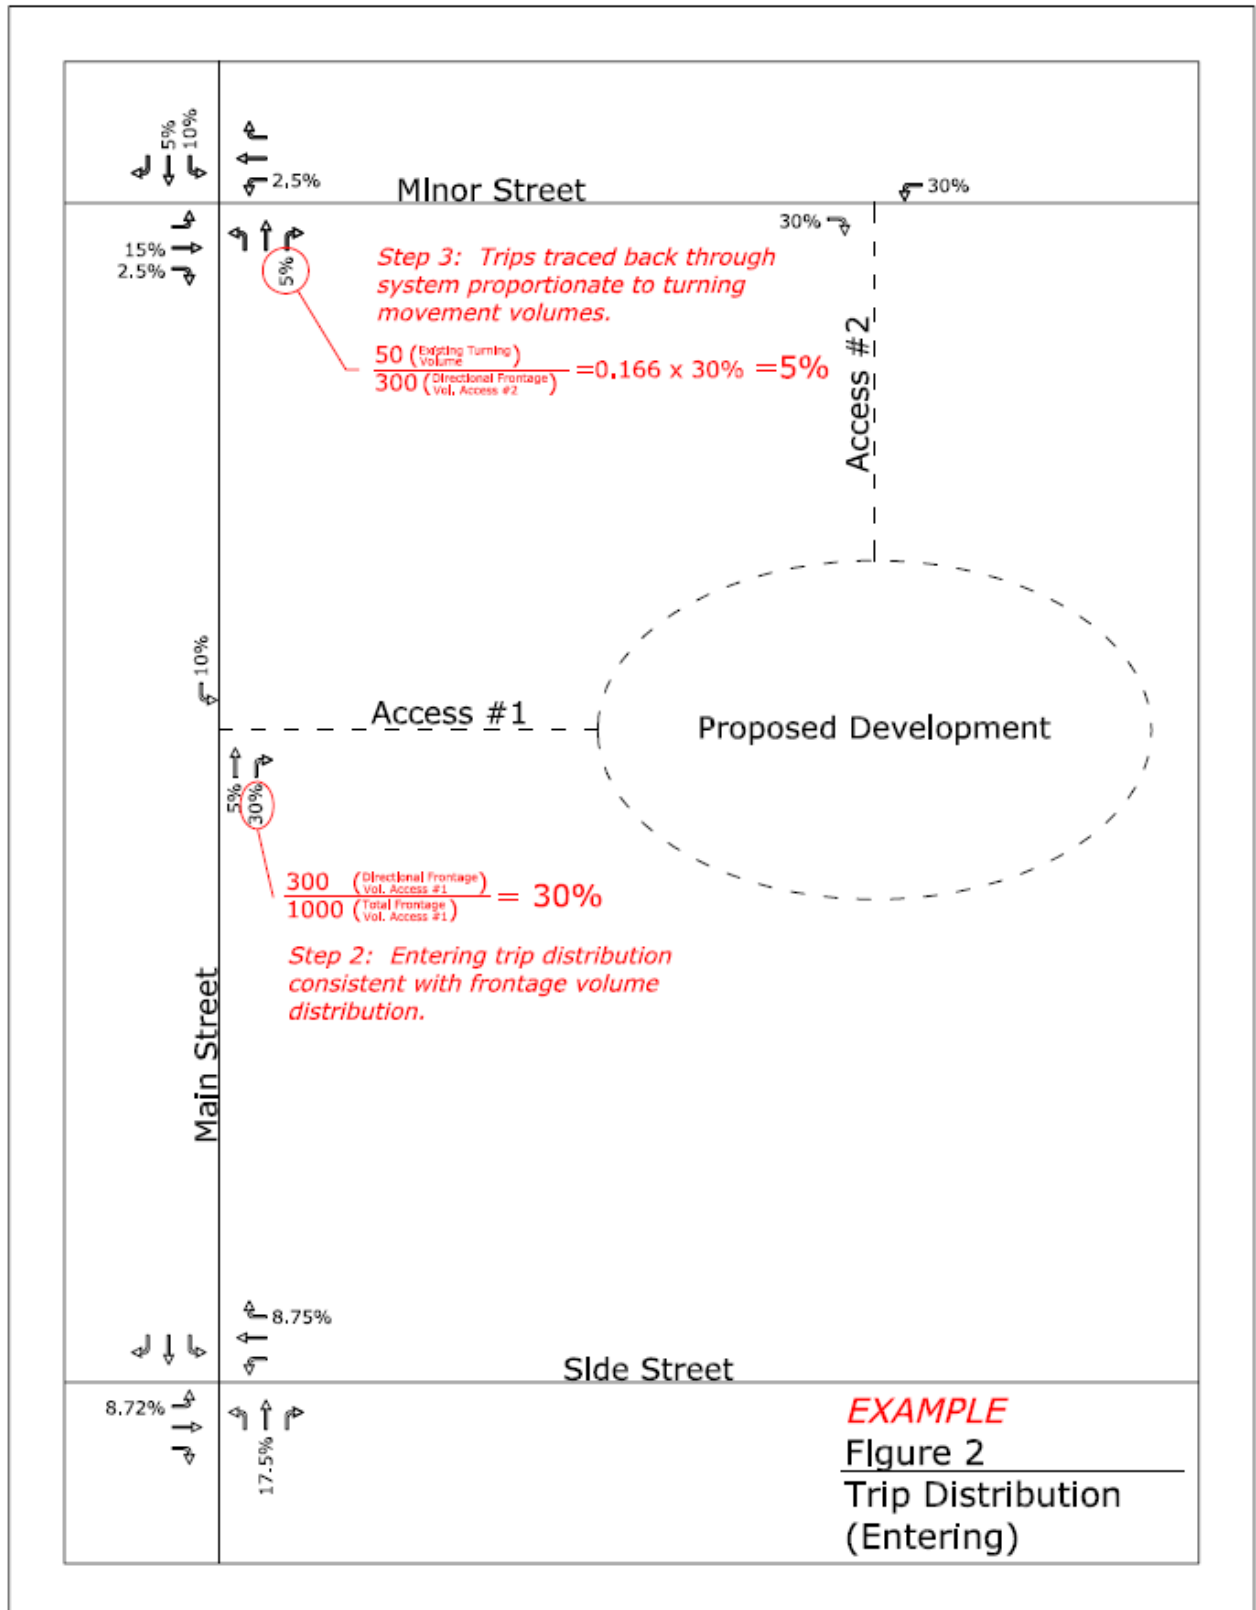 5%
10%
2.5%
MInor Street
30%
30%
15%
2.5%
5%
Step 3: Trips traced back through
system proportionate to turning
movement volumes.
50 (Existing Turning Volume)
300 (Directional Frontage Vol. Access #2)
=0.166 x 30% =5%
Access #2
10%
Access #1
Proposed Development
5%
30%
300 (Directional Frontage Vol. Access #1)
1000 (Total Frontage Vol. Access #1)
= 30%
Step 2: Entering trip distribution
consistent with frontage volume
distribution.
Main Street
8.75%
SIde Street
8.72%
17.5%
EXAMPLE
FIgure 2
Trip Distribution
(Entering)